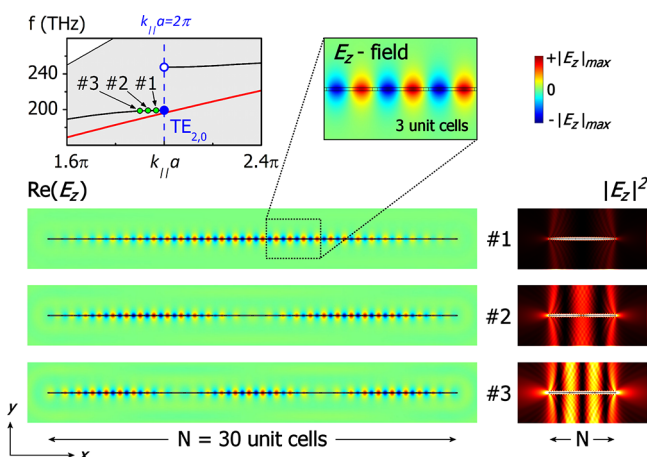 f (THz)
k||a=2π
240
200
#3 #2 #1
TE2,0
1.6π
k||a
2.4π
Ez - field
3 unit cells
+|Ez|max
0
- |Ez|max
Re(Ez)
|Ez|²
#1
#2
#3
y
x
N = 30 unit cells
N